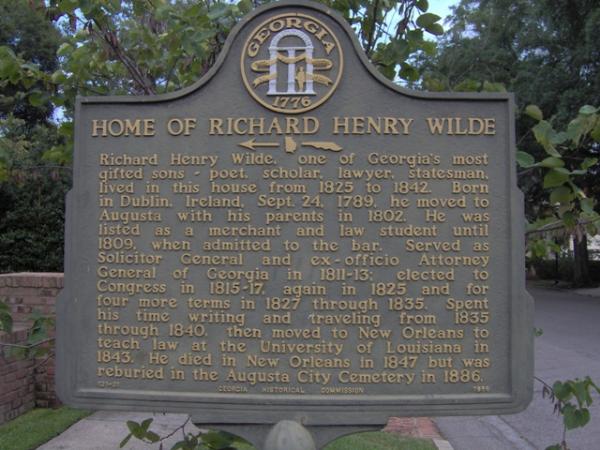 GEORGIA
1776
HOME OF RICHARD HENRY WILDE
Richard Henry Wilde, one of Georgia's most
gifted sons - poet, scholar, lawyer, statesman,
lived in this house from 1825 to 1842. Born
in Dublin, Ireland, Sept. 24, 1789, he moved to
Augusta with his parents in 1802. He was
listed as a merchant and law student until
1809, when admitted to the bar. Served as
Solicitor General and ex-officio Attorney
General of Georgia in 1811-13; elected to
Congress in 1815-17, again in 1825 and for
four more terms in 1827 through 1835. Spent
his time writing and traveling from 1835
through 1840, then moved to New Orleans to
teach law at the University of Louisiana in
1843. He died in New Orleans in 1847 but was
reburied in the Augusta City Cemetery in 1886.
GEORGIA HISTORICAL COMMISSION